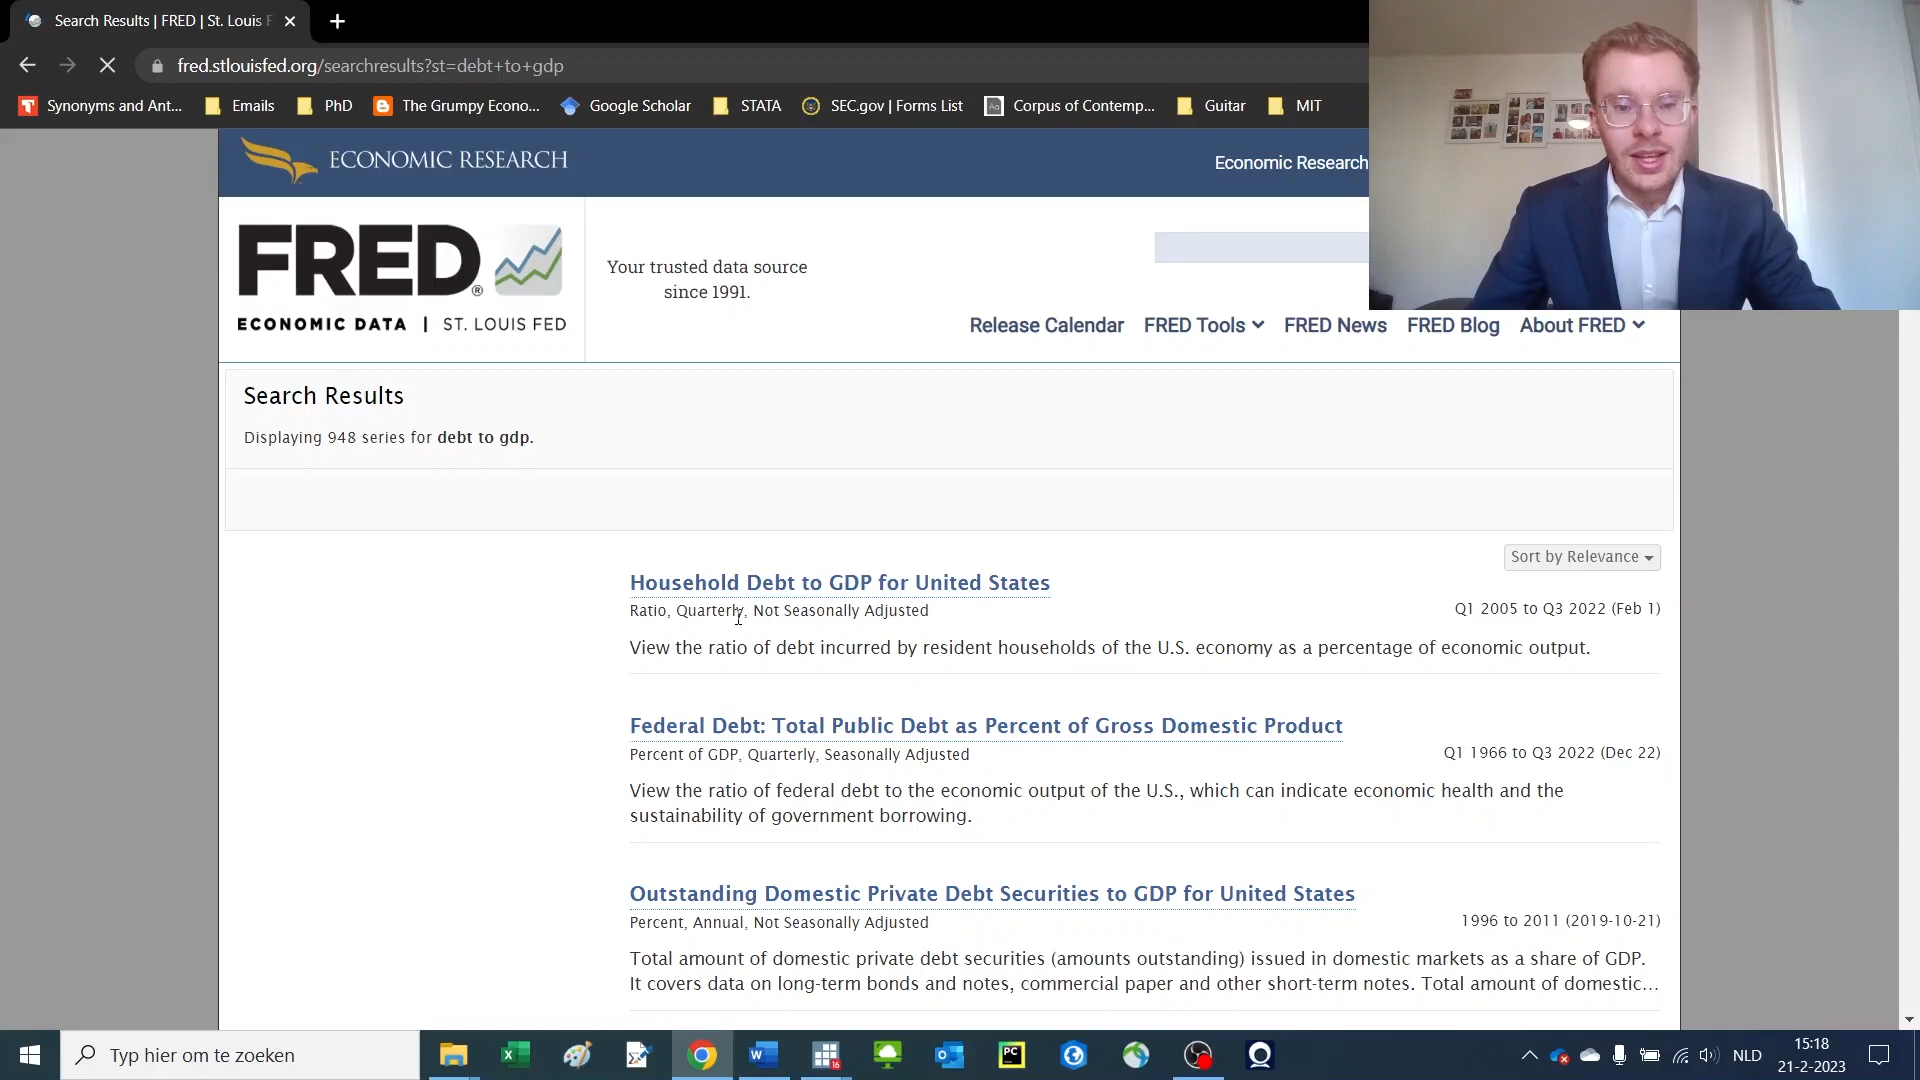 Search Results | FRED | St. Louis F
fred.stlouisfed.org/searchresults?st=debt+to+gdp
Synonyms and Ant... Emails PhD The Grumpy Econo... Google Scholar STATA SEC.gov | Forms List Corpus of Contemp... Guitar MIT
ECONOMIC RESEARCH
Economic Research
FRED®
ECONOMIC DATA | ST. LOUIS FED
Your trusted data source
since 1991.
Release Calendar FRED Tools FRED News FRED Blog About FRED
Search Results
Displaying 948 series for debt to gdp.
Sort by Relevance
Household Debt to GDP for United States
Ratio, Quarterly, Not Seasonally Adjusted Q1 2005 to Q3 2022 (Feb 1)
View the ratio of debt incurred by resident households of the U.S. economy as a percentage of economic output.
Federal Debt: Total Public Debt as Percent of Gross Domestic Product
Percent of GDP, Quarterly, Seasonally Adjusted Q1 1966 to Q3 2022 (Dec 22)
View the ratio of federal debt to the economic output of the U.S., which can indicate economic health and the
sustainability of government borrowing.
Outstanding Domestic Private Debt Securities to GDP for United States
Percent, Annual, Not Seasonally Adjusted 1996 to 2011 (2019-10-21)
Total amount of domestic private debt securities (amounts outstanding) issued in domestic markets as a share of GDP.
It covers data on long-term bonds and notes, commercial paper and other short-term notes. Total amount of domestic...
Typ hier om te zoeken
NLD
15:18
21-2-2023